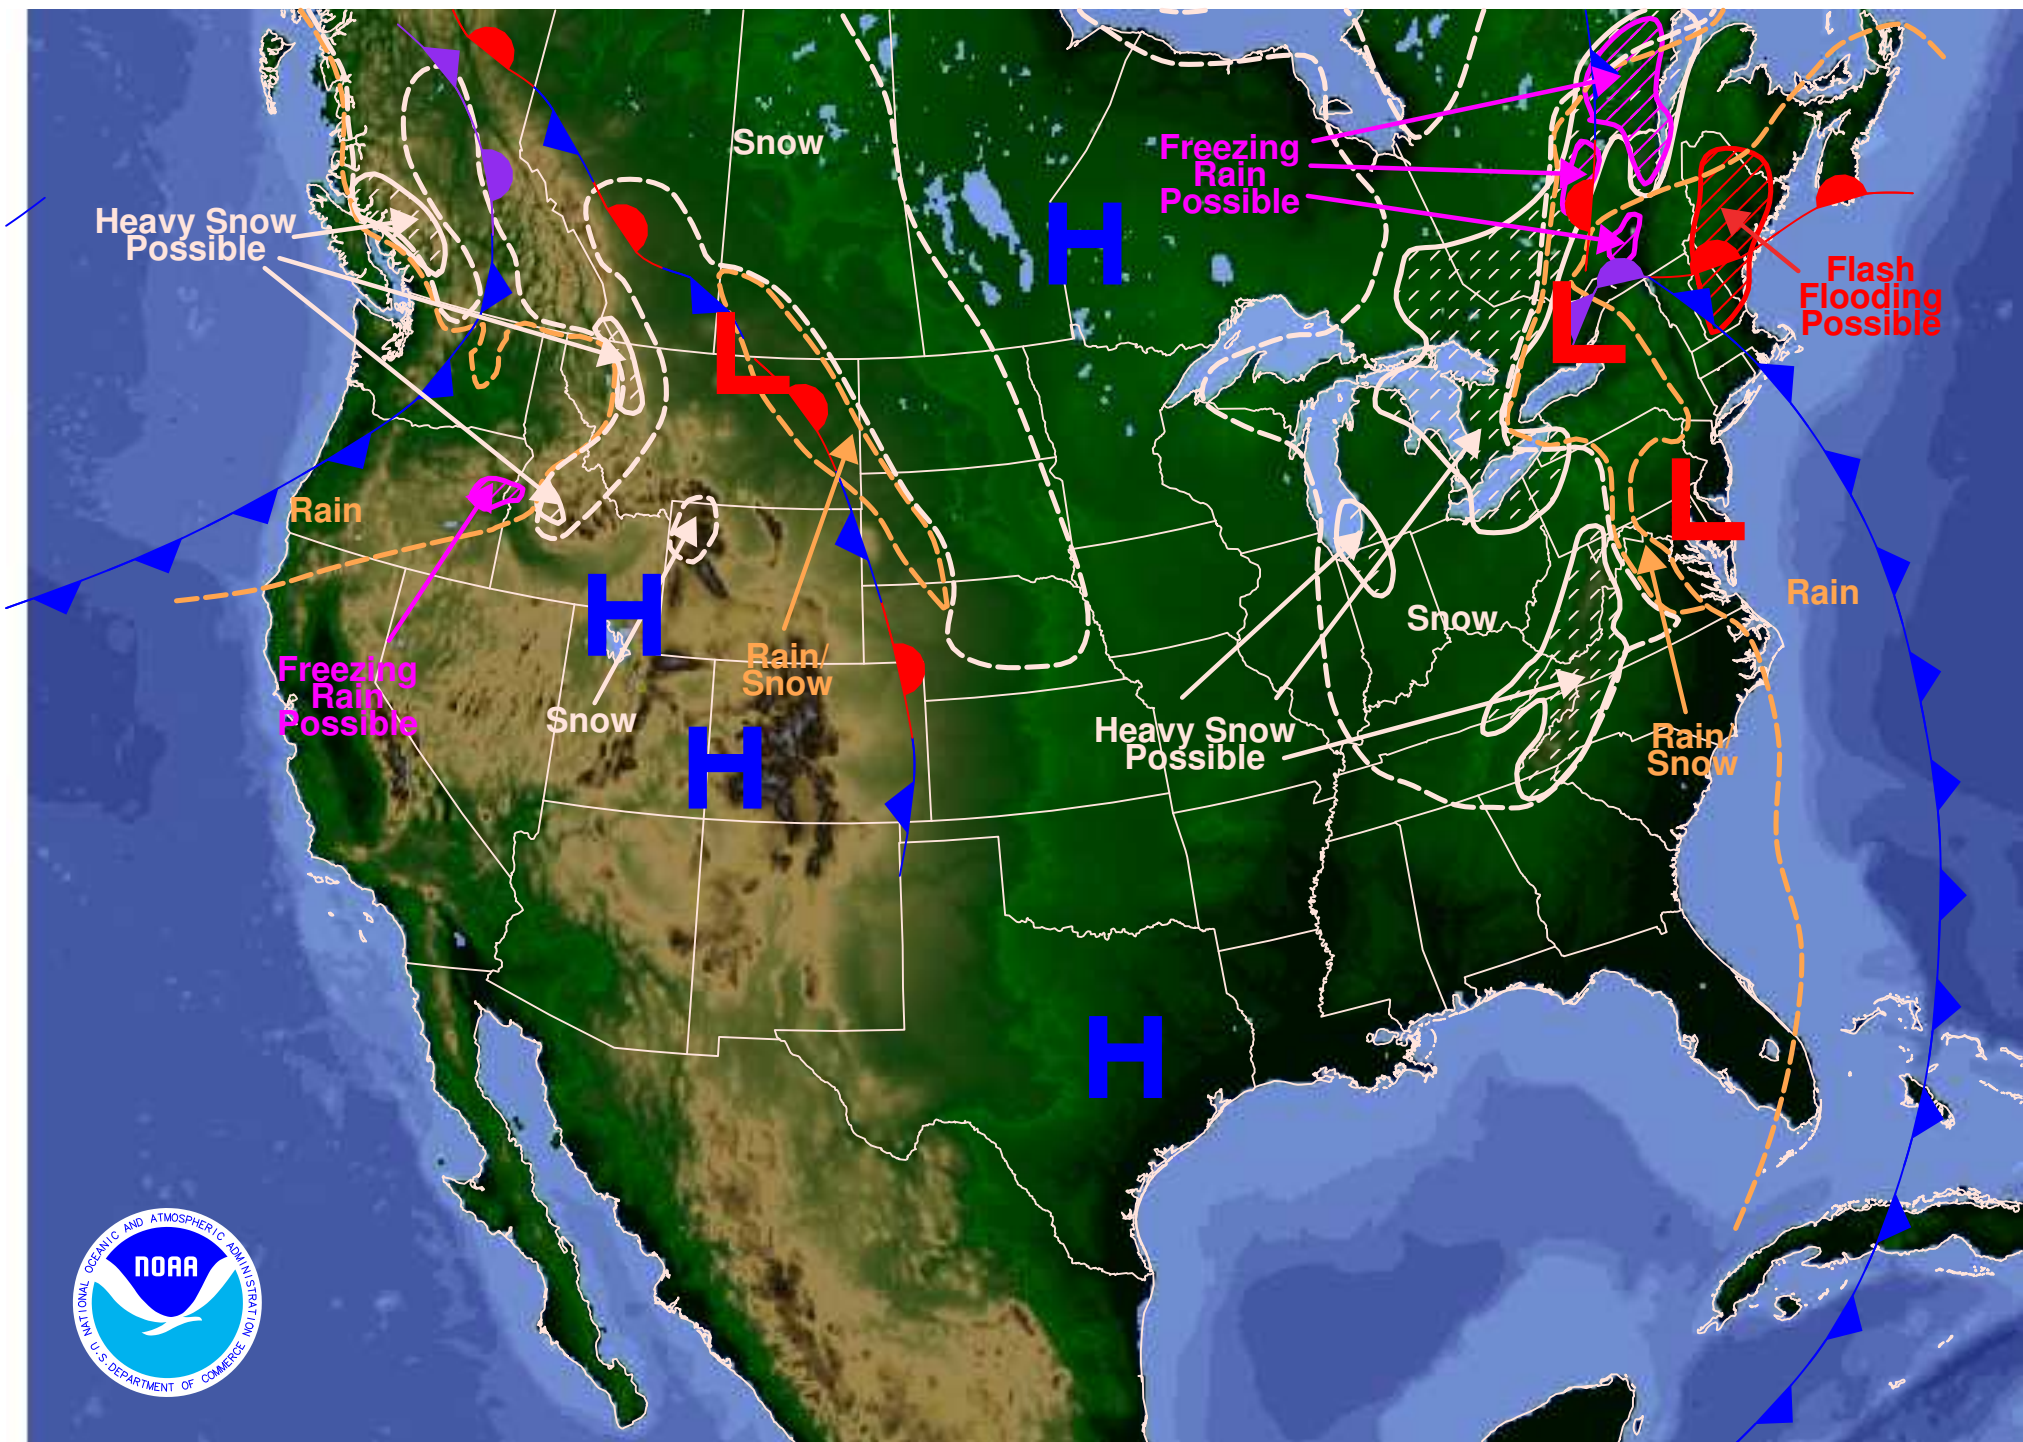 Snow
Freezing
Rain
Possible
Heavy Snow
Possible
H
Flash
Flooding
Possible
L
L
L
Rain
Rain
H
Snow
Rain/
Snow
Freezing
Rain
Possible
Snow
H
Heavy Snow
Possible
Rain/
Snow
H
NATIONAL OCEANIC AND ATMOSPHERIC ADMINISTRATION
NOAA
U.S. DEPARTMENT OF COMMERCE